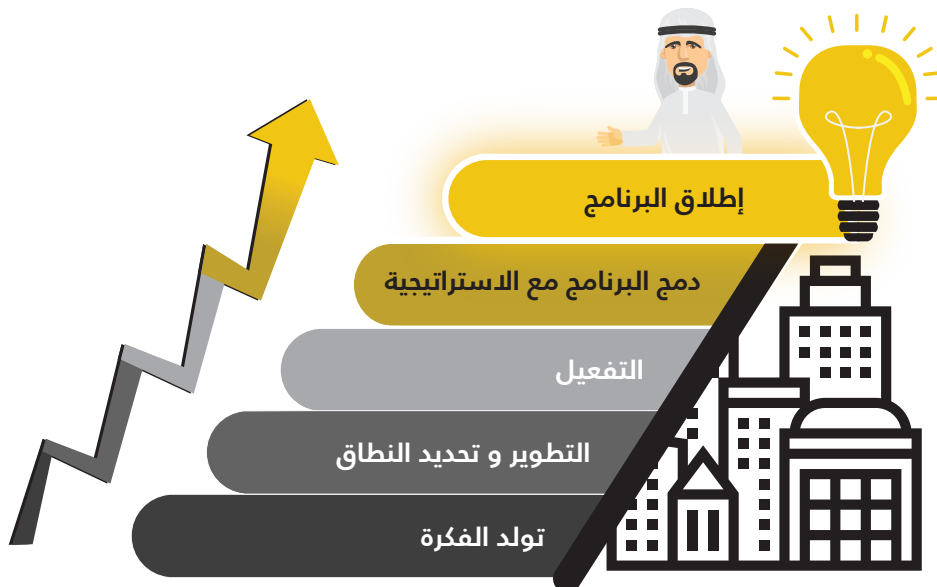 إطلاق البرنامج
دمج البرنامج مع الاستراتيجية
التفعيل
التطوير و تحديد النطاق
تولد الفكرة